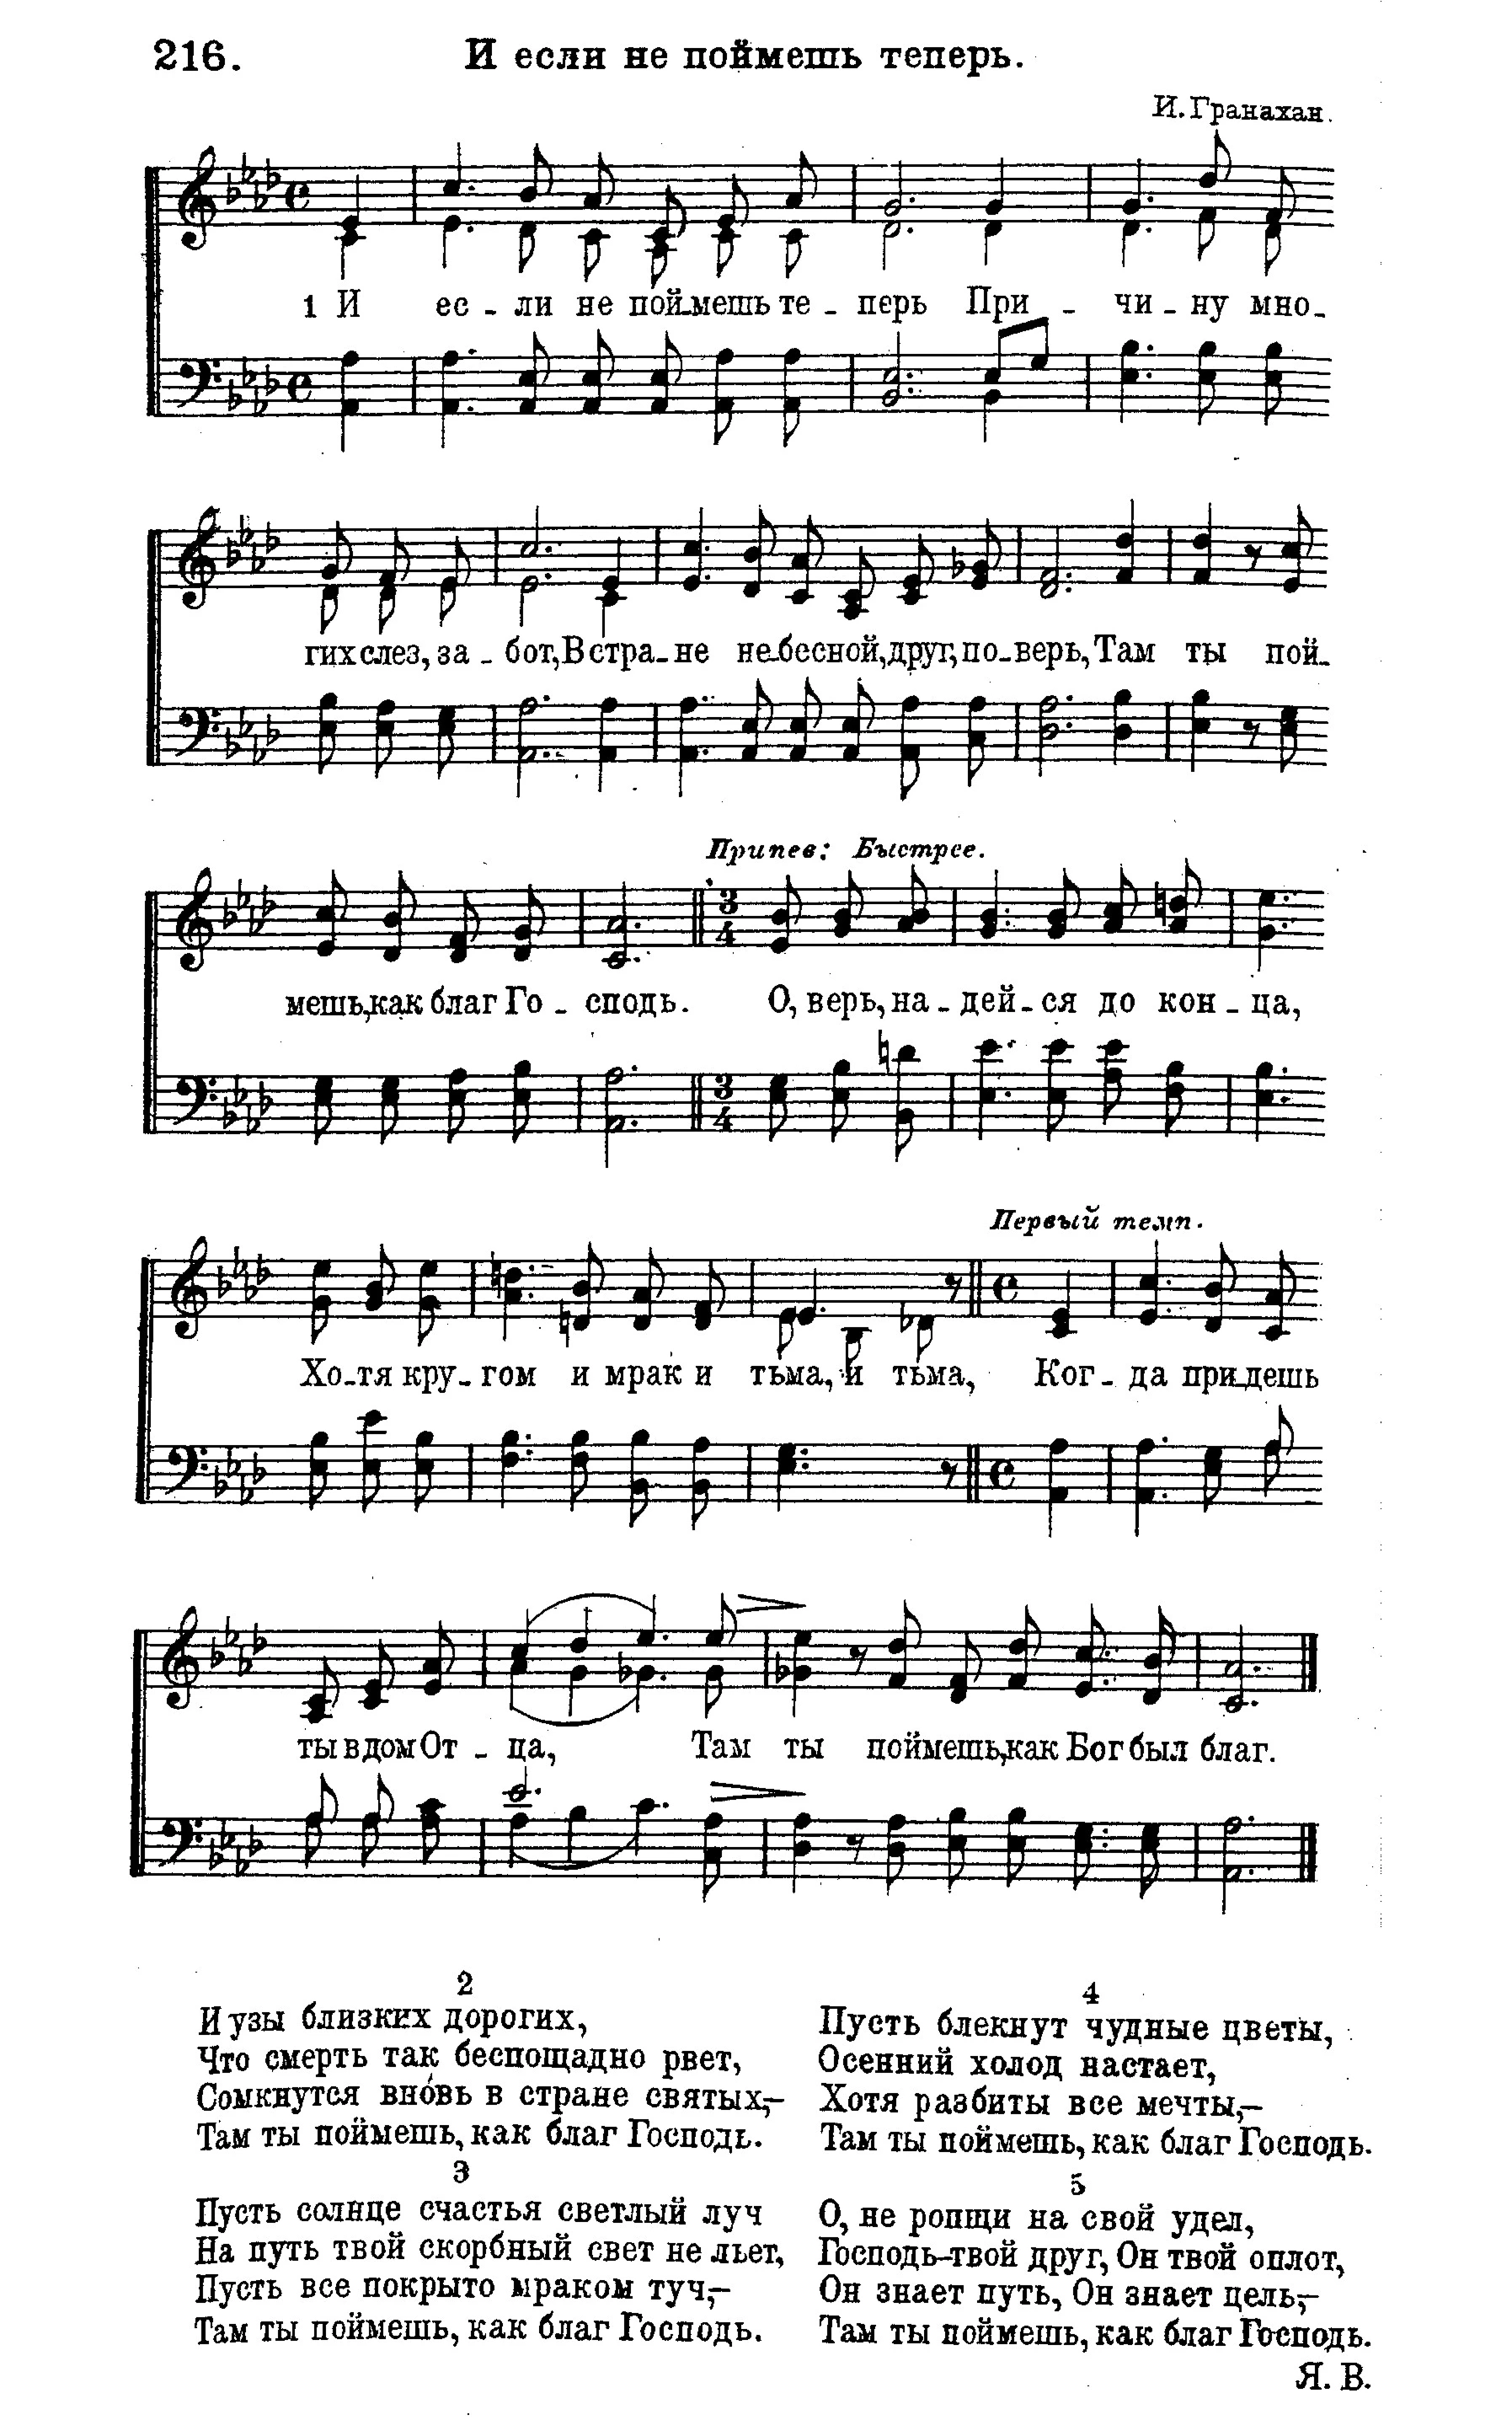 216. И если не поймешь теперь.
И. Гранахан.
1 И ес - ли не пой-мешь те - перь При - чи - ну мно-
гих слез, за - бот, В стра - не не-бесной, друг, по - верь, Там ты пой-
Припев: Быстрее.
мешь, как благ Го - сподь. О, верь, на - дей - ся до кон - ца,
Первый темп.
Хо-тя кру - гом и мрак и тьма, и тьма, Ког - да при-дешь
ты в дом От - ца, Там ты поймешь, как Бог был благ.
2
И узы близких дорогих,
Что смерть так беспощадно рвет,
Сомкнутся вновь в стране святых,—
Там ты поймешь, как благ Господь.
3
Пусть солнце счастья светлый луч
На путь твой скорбный свет не льет,
Пусть все покрыто мраком туч,—
Там ты поймешь, как благ Господь.
4
Пусть блекнут чудные цветы,
Осенний холод настает,
Хотя разбиты все мечты,—
Там ты поймешь, как благ Господь.
5
О, не ропщи на свой удел,
Господь-твой друг, Он твой оплот,
Он знает путь, Он знает цель,—
Там ты поймешь, как благ Господь.
Я. В.